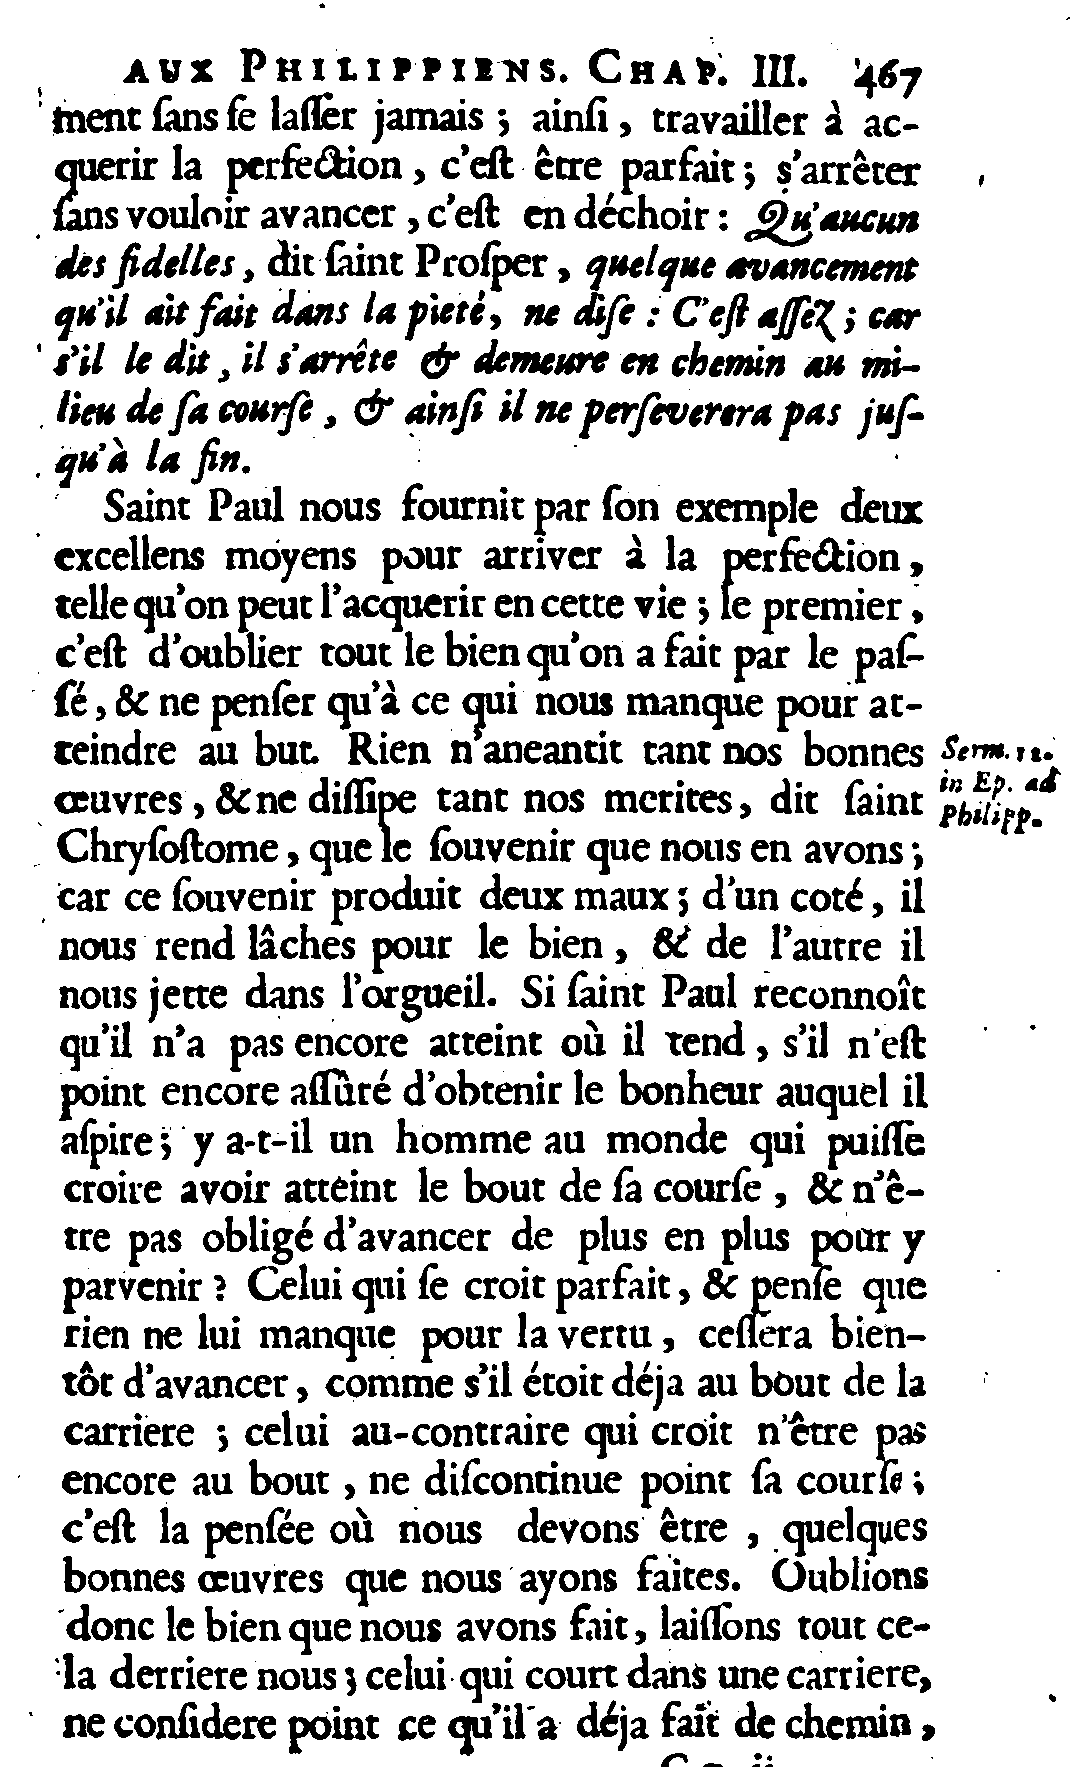 AUX PHILIPPIENS. CHAP. III. 467
ment ſans ſe laſſer jamais ; ainſi, travailler à ac-
querir la perfection, c'eſt être parfait ; s'arrêter
ſans vouloir avancer, c'eſt en déchoir : Qu'aucun
des fidelles, dit ſaint Proſper, quelque avancement
qu'il ait fait dans la pieté, ne diſe : C'eſt aſſez ; car
s'il le dit, il s'arrête & demeure en chemin au mi-
lieu de ſa courſe, & ainſi il ne perſeverera pas juſ-
qu'à la fin.
Saint Paul nous fournit par ſon exemple deux
excellens moyens pour arriver à la perfection,
telle qu'on peut l'acquerir en cette vie ; le premier,
c'eſt d'oublier tout le bien qu'on a fait par le paſ-
ſé, & ne penſer qu'à ce qui nous manque pour at-
teindre au but. Rien n'aneantit tant nos bonnes
œuvres, & ne diſſipe tant nos merites, dit ſaint
Chryſoſtome, que le ſouvenir que nous en avons ;
car ce ſouvenir produit deux maux ; d'un coté, il
nous rend lâches pour le bien, & de l'autre il
nous jette dans l'orgueil. Si ſaint Paul reconnoît
qu'il n'a pas encore atteint où il tend, s'il n'eſt
point encore aſſûré d'obtenir le bonheur auquel il
aſpire ; y a-t-il un homme au monde qui puiſſe
croire avoir atteint le bout de ſa courſe, & n'ê-
tre pas obligé d'avancer de plus en plus pour y
parvenir ? Celui qui ſe croit parfait, & penſe que
rien ne lui manque pour la vertu, ceſſera bien-
tôt d'avancer, comme s'il étoit déja au bout de la
carriere ; celui au-contraire qui croit n'être pas
encore au bout, ne diſcontinue point ſa courſe ;
c'eſt la penſée où nous devons être, quelques
bonnes œuvres que nous ayons faites. Oublions
donc le bien que nous avons fait, laiſſons tout ce-
la derriere nous ; celui qui court dans une carriere,
ne conſidere point ce qu'il a déja fait de chemin,
Serm. 12.
in Ep. ad
Philipp.